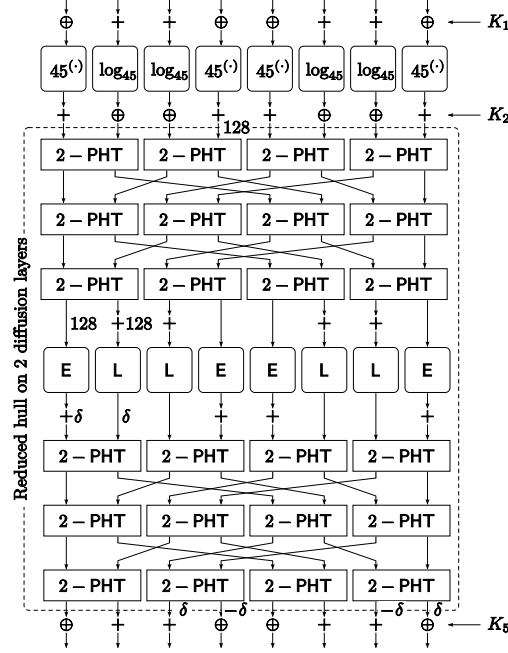 ⊕ + + ⊕ ⊕ + + ⊕ K₁
45⁽·⁾ log₄₅ log₄₅ 45⁽·⁾ 45⁽·⁾ log₄₅ log₄₅ 45⁽·⁾
+ ⊕ ⊕ + + ⊕ ⊕ + K₂
128
2 − PHT 2 − PHT 2 − PHT 2 − PHT
2 − PHT 2 − PHT 2 − PHT 2 − PHT
2 − PHT 2 − PHT 2 − PHT 2 − PHT
128 + 128 + + +
E L L E E L L E
+ δ δ + + +
2 − PHT 2 − PHT 2 − PHT 2 − PHT
2 − PHT 2 − PHT 2 − PHT 2 − PHT
2 − PHT 2 − PHT 2 − PHT 2 − PHT
δ −δ −δ δ
⊕ + + ⊕ ⊕ + + ⊕ K₅
Reduced hull on 2 diffusion layers